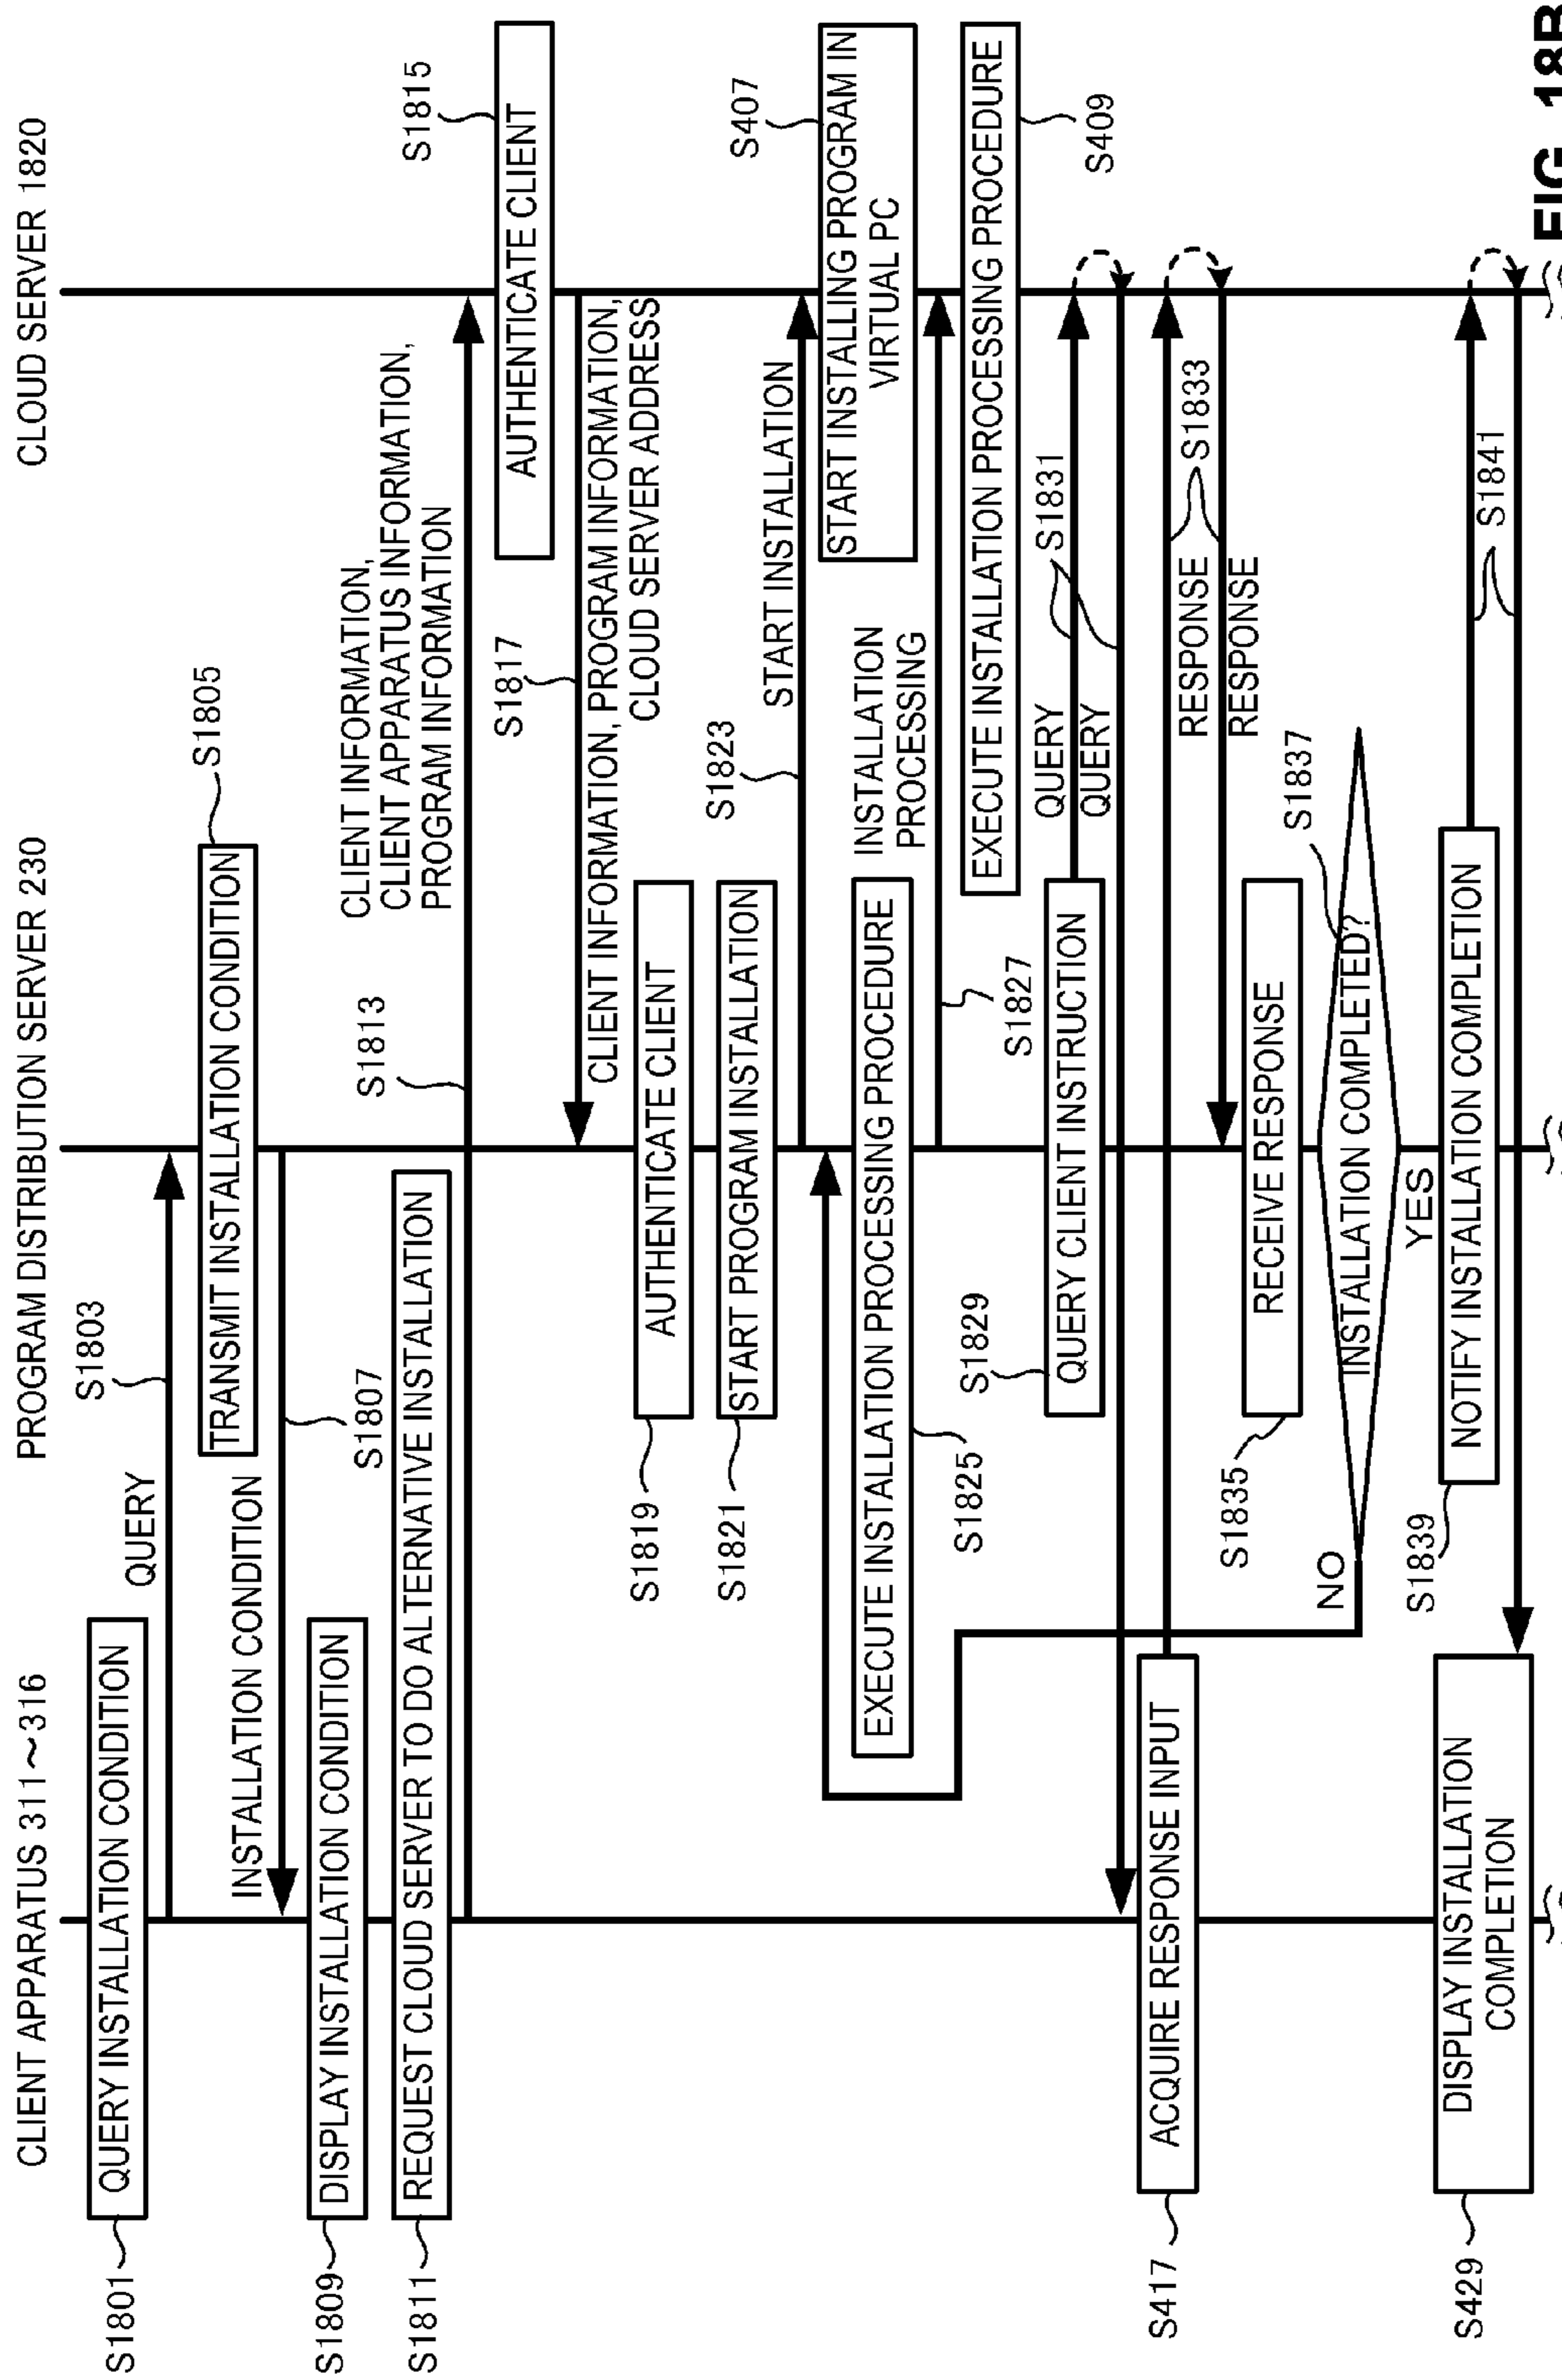 CLIENT APPARATUS 311~316
PROGRAM DISTRIBUTION SERVER 230
CLOUD SERVER 1820
S1801
QUERY INSTALLATION CONDITION
QUERY
S1803
TRANSMIT INSTALLATION CONDITION
S1805
INSTALLATION CONDITION
S1807
S1809
DISPLAY INSTALLATION CONDITION
S1811
REQUEST CLOUD SERVER TO DO ALTERNATIVE INSTALLATION
S1813
CLIENT INFORMATION,
CLIENT APPARATUS INFORMATION,
PROGRAM INFORMATION
AUTHENTICATE CLIENT
S1815
S1817
CLIENT INFORMATION, PROGRAM INFORMATION,
CLOUD SERVER ADDRESS
S1819
AUTHENTICATE CLIENT
S1821
START PROGRAM INSTALLATION
S1823
START INSTALLATION
START INSTALLING PROGRAM IN
VIRTUAL PC
S407
EXECUTE INSTALLATION PROCESSING PROCEDURE
S1825
INSTALLATION
PROCESSING
S1827
EXECUTE INSTALLATION PROCESSING PROCEDURE
S409
S1829
QUERY CLIENT INSTRUCTION
QUERY
QUERY
S1831
S417
ACQUIRE RESPONSE INPUT
RESPONSE
RESPONSE
S1833
S1835
RECEIVE RESPONSE
NO
INSTALLATION COMPLETED?
S1837
YES
S1839
NOTIFY INSTALLATION COMPLETION
S1841
S429
DISPLAY INSTALLATION
COMPLETION
FIG. 18B